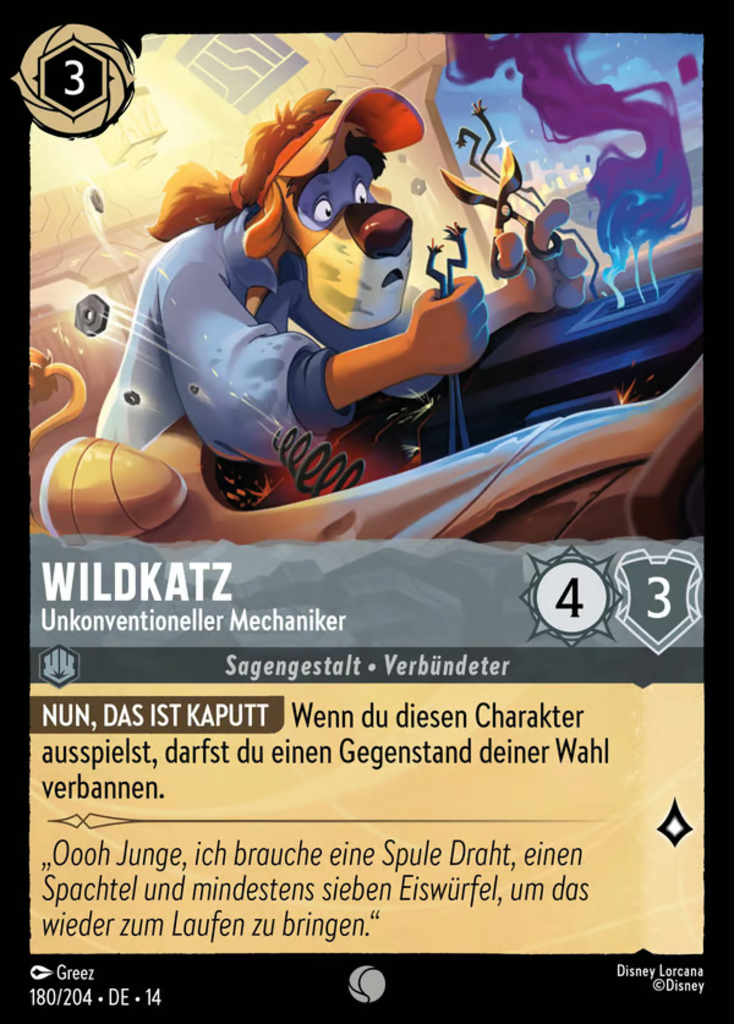 3
WILDKATZ
Unkonventioneller Mechaniker
4
3
Sagengestalt • Verbündeter
NUN, DAS IST KAPUTT Wenn du diesen Charakter
ausspielst, darfst du einen Gegenstand deiner Wahl
verbannen.
„Oooh Junge, ich brauche eine Spule Draht, einen
Spachtel und mindestens sieben Eiswürfel, um das
wieder zum Laufen zu bringen.“
Greez
180/204 • DE • 14
Disney Lorcana
©Disney